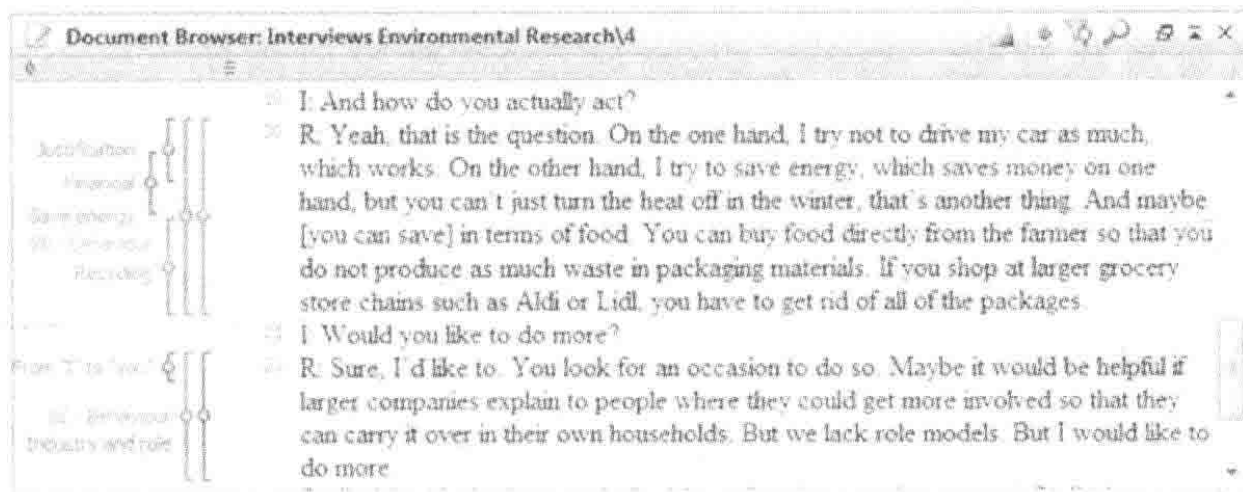 Document Browser: Interviews Environmental Research\4
I: And how do you actually act?
Justification
R: Yeah, that is the question. On the one hand, I try not to drive my car as much,
Financial
which works. On the other hand, I try to save energy, which saves money on one
Save energy
hand, but you can't just turn the heat off in the winter, that's another thing. And maybe
[you can save] in terms of food. You can buy food directly from the farmer so that you
Recycling
do not produce as much waste in packaging materials. If you shop at larger grocery
store chains such as Aldi or Lidl, you have to get rid of all of the packages.
I: Would you like to do more?
From "I" to "you"
R: Sure, I'd like to. You look for an occasion to do so. Maybe it would be helpful if
Behaviour
larger companies explain to people where they could get more involved so that they
Industry and role
can carry it over in their own households. But we lack role models. But I would like to
do more